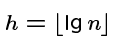 h = ⌊lg n⌋